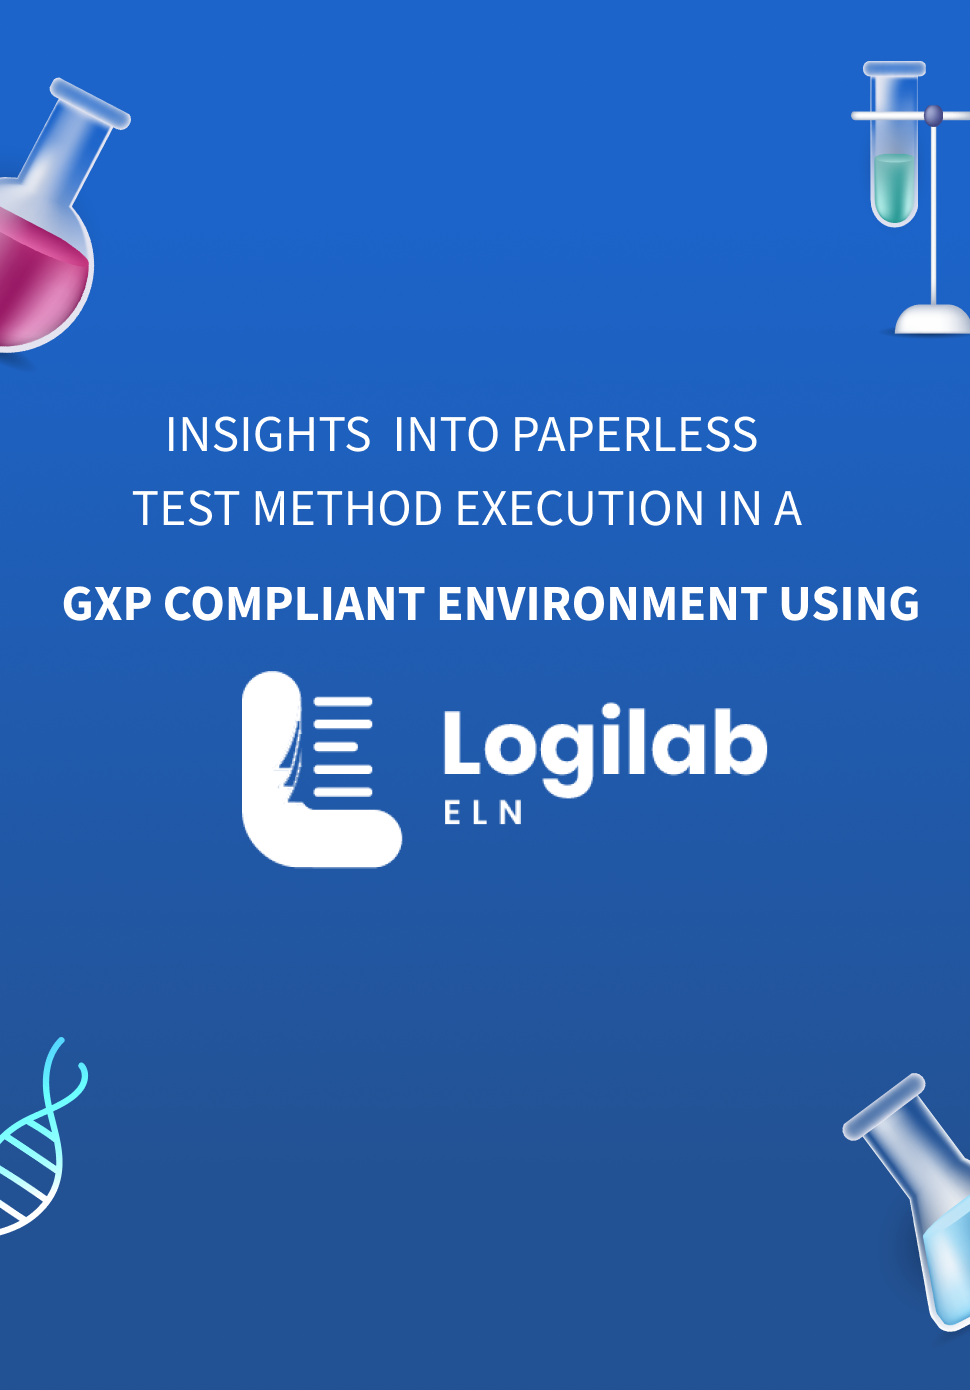 INSIGHTS INTO PAPERLESS
TEST METHOD EXECUTION IN A
GXP COMPLIANT ENVIRONMENT USING
Logilab
ELN